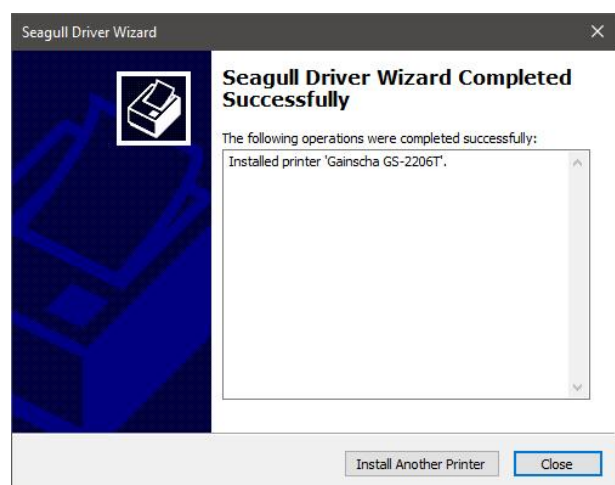 Seagull Driver Wizard
Seagull Driver Wizard Completed
Successfully
The following operations were completed successfully:
Installed printer 'Gainscha GS-2206T'.
Install Another Printer
Close